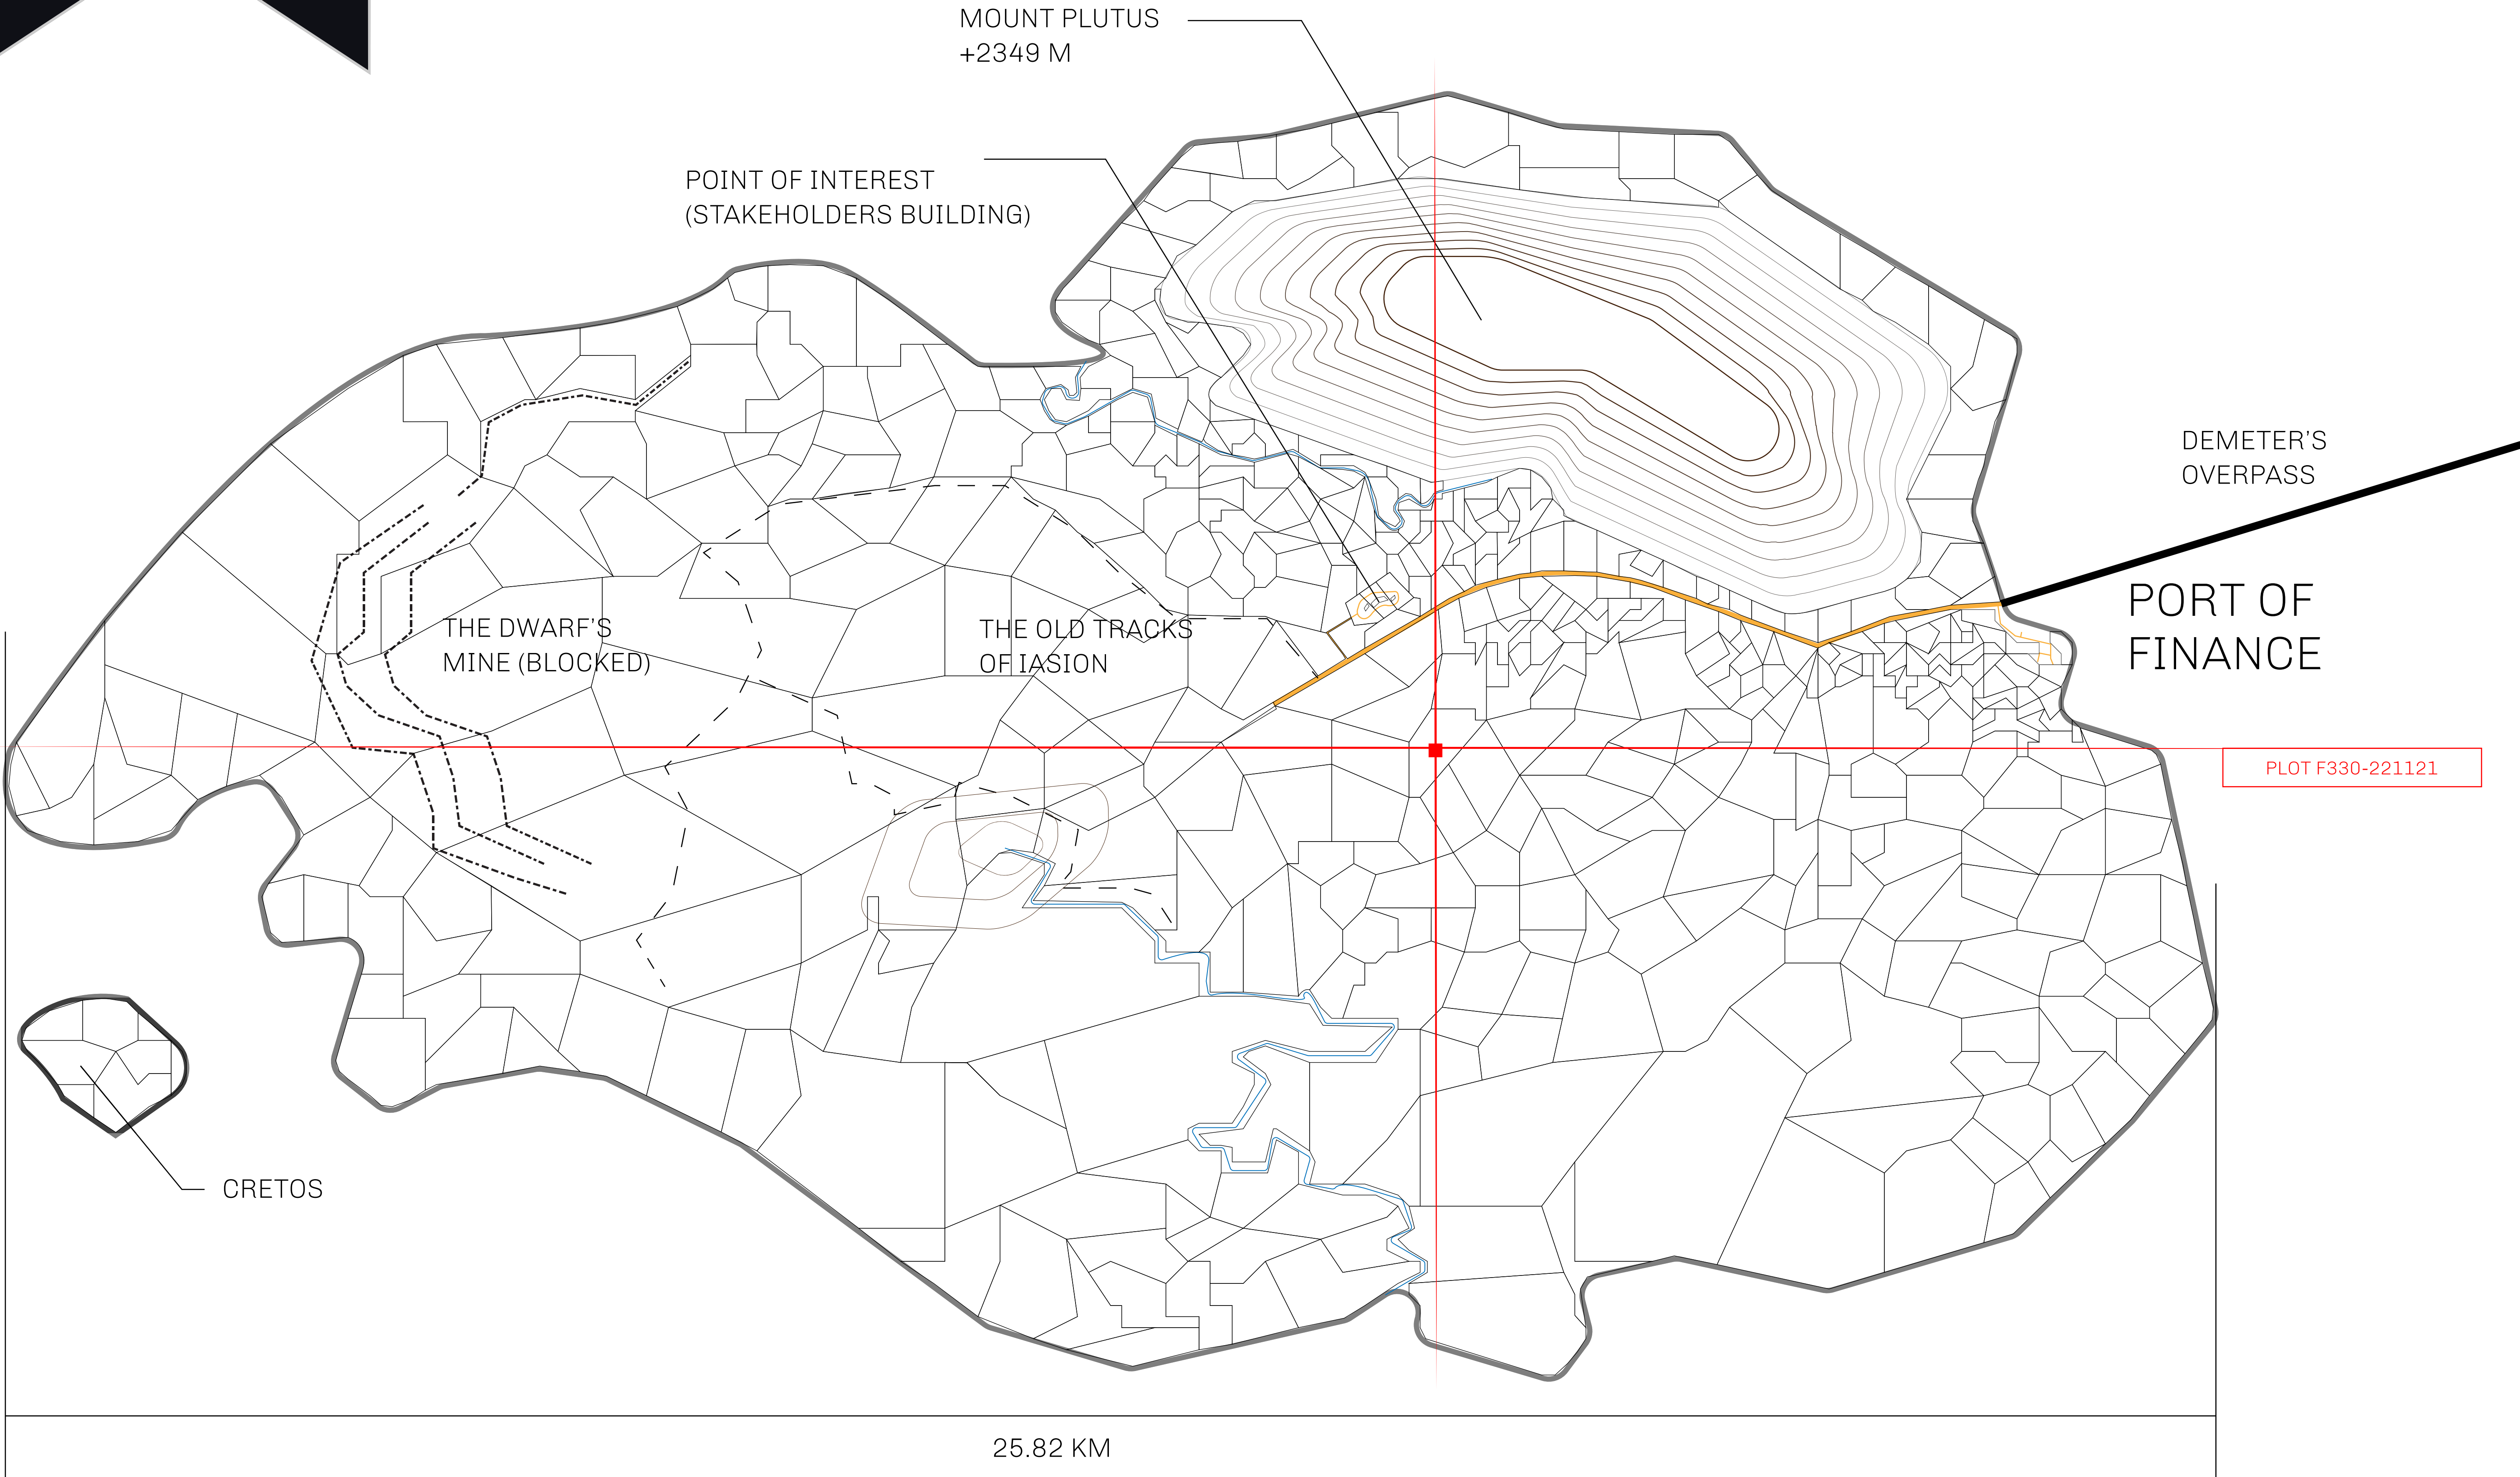 MOUNT PLUTUS
+2349 M
POINT OF INTEREST
(STAKEHOLDERS BUILDING)
DEMETER'S
OVERPASS
PORT OF
FINANCE
THE DWARF'S
MINE (BLOCKED)
THE OLD TRACKS
OF IASION
PLOT F330-221121
CRETOS
25.82 KM